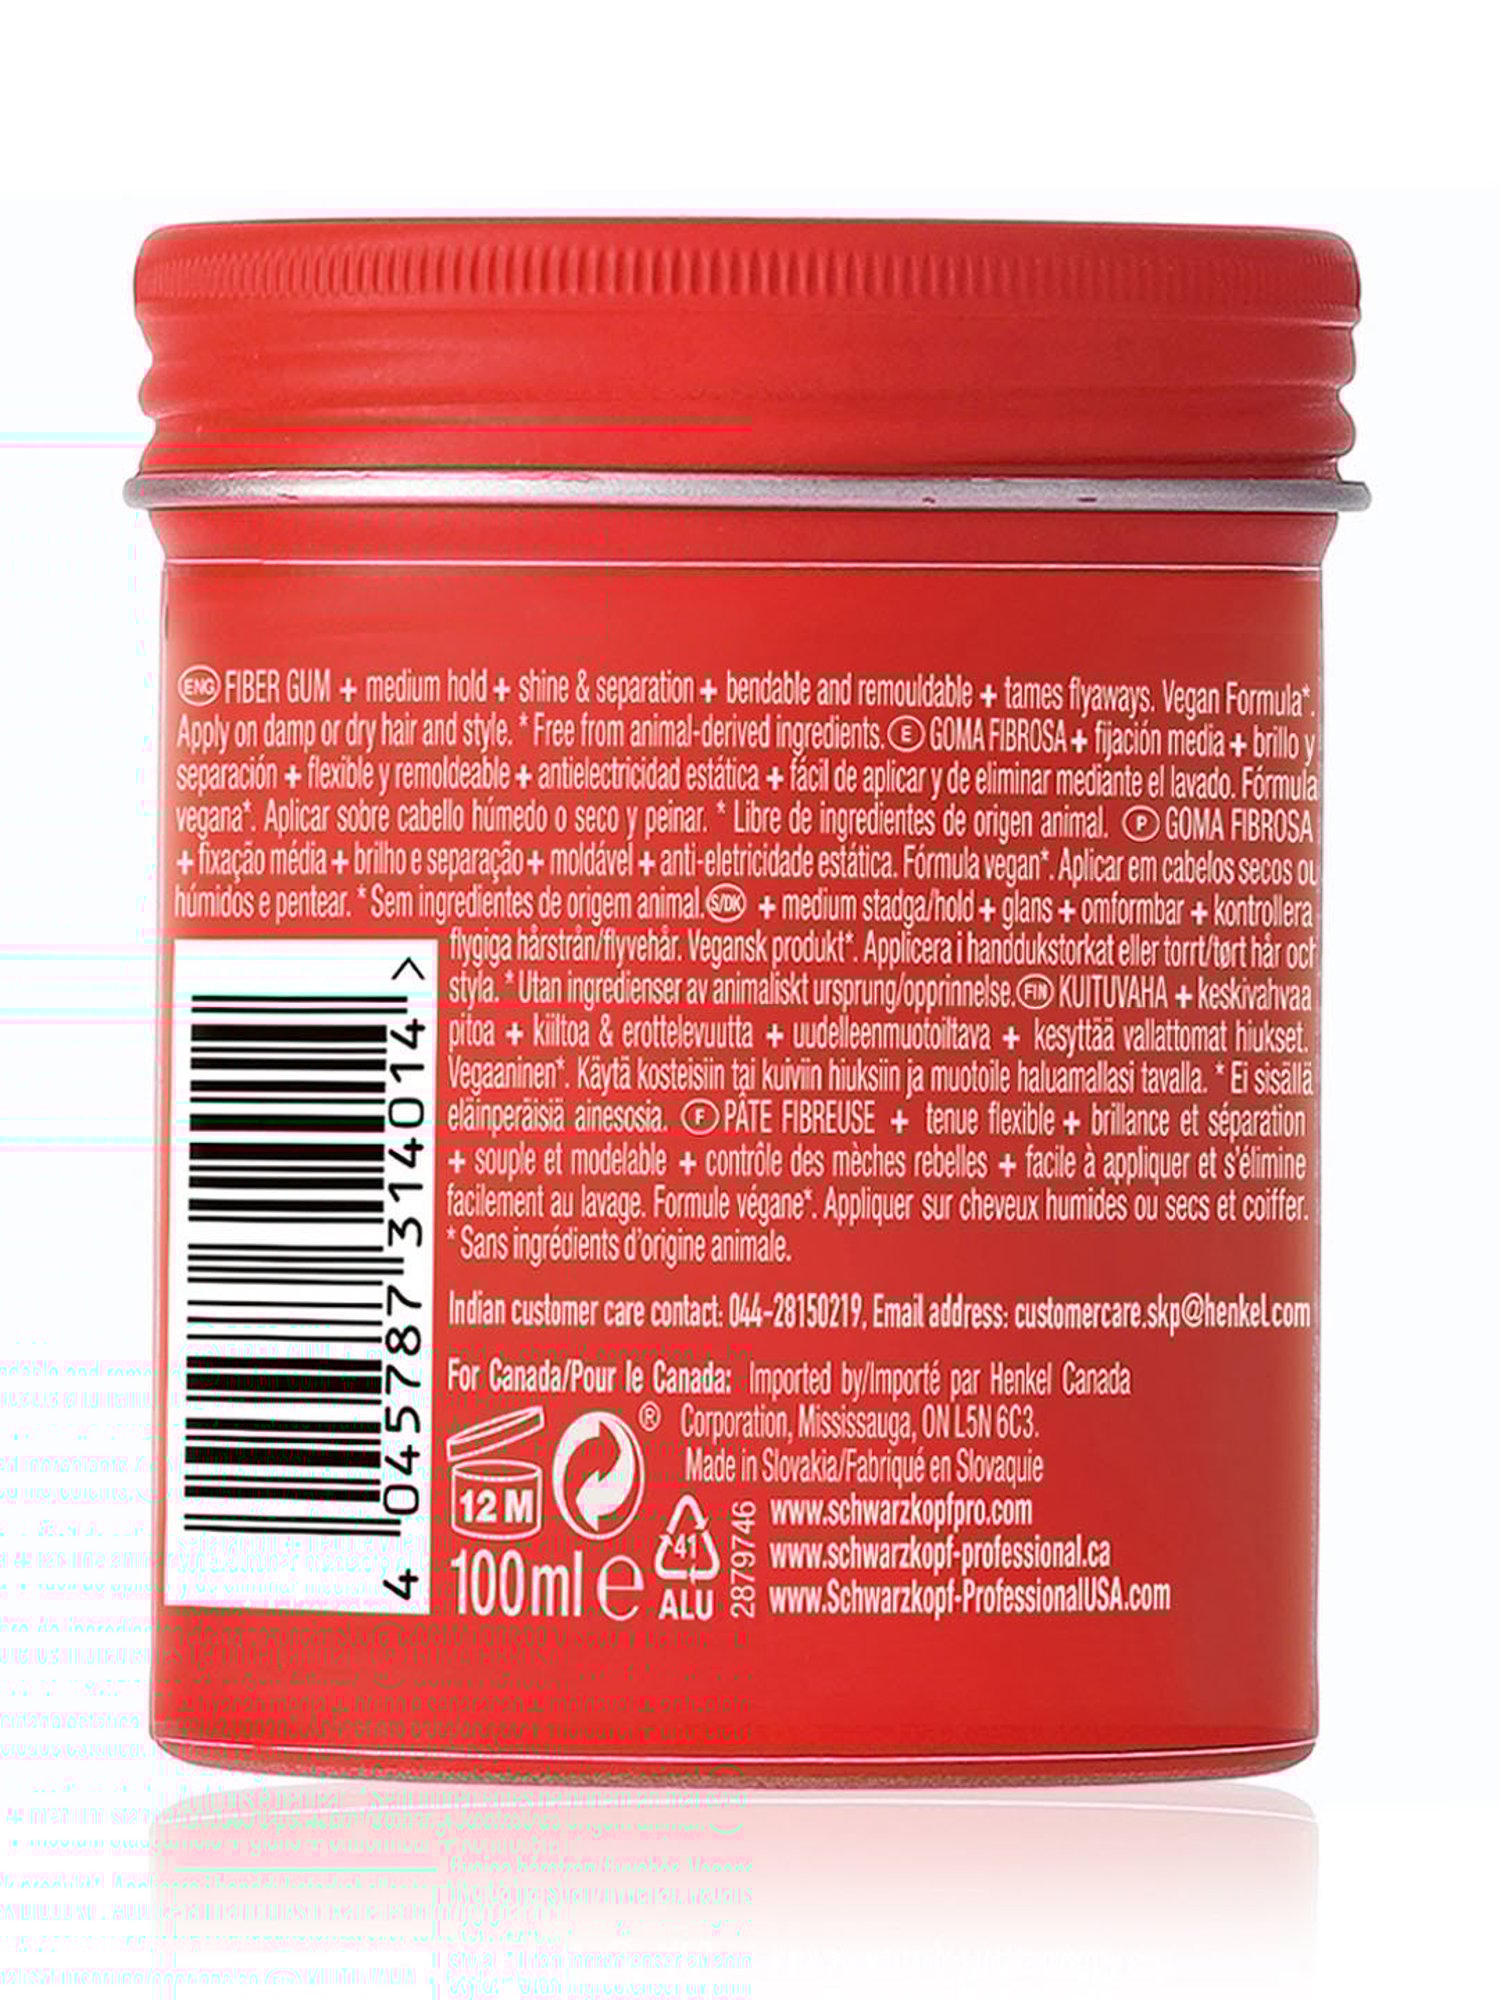 ENG FIBER GUM + medium hold + shine & separation + bendable and remouldable + tames flyaways. Vegan Formula*.
Apply on damp or dry hair and style. * Free from animal-derived ingredients. E GOMA FIBROSA + fijación media + brillo y
separación + flexible y remoldeable + antielectricidad estática + fácil de aplicar y de eliminar mediante el lavado. Fórmula
vegana*. Aplicar sobre cabello húmedo o seco y peinar. * Libre de ingredientes de origen animal. P GOMA FIBROSA
+ fixação média + brilho e separação + moldável + anti-eletricidade estática. Fórmula vegan*. Aplicar em cabelos secos ou
húmidos e pentear. * Sem ingredientes de origem animal. S/DK + medium stadga/hold + glans + omformbar + kontrollera
flygiga hårstrån/flyvehår. Vegansk produkt*. Applicera i handdukstorkat eller torrt/tørt hår och
styla. * Utan ingredienser av animaliskt ursprung/opprinnelse. FIN KUITUVAHA + keskivahvaa
pitoa + kiiltoa & erottelevuutta + uudelleenmuotoiltava + kesyttää vallattomat hiukset.
Vegaaninen*. Käytä kosteisiin tai kuiviin hiuksiin ja muotoile haluamallasi tavalla. * Ei sisällä
eläinperäisiä ainesosia. F PÂTE FIBREUSE + tenue flexible + brillance et séparation
+ souple et modelable + contrôle des mèches rebelles + facile à appliquer et s'élimine
facilement au lavage. Formule végane*. Appliquer sur cheveux humides ou secs et coiffer.
* Sans ingrédients d'origine animale.
Indian customer care contact: 044-28150219, Email address: customercare.skp@henkel.com
For Canada/Pour le Canada: Imported by/Importé par Henkel Canada
Corporation, Mississauga, ON L5N 6C3.
Made in Slovakia/Fabriqué en Slovaquie
www.schwarzkopfpro.com
www.schwarzkopf-professional.ca
www.Schwarzkopf-ProfessionalUSA.com
®
12 M
100ml e
41
ALU
2879746
4 045787 314014 >